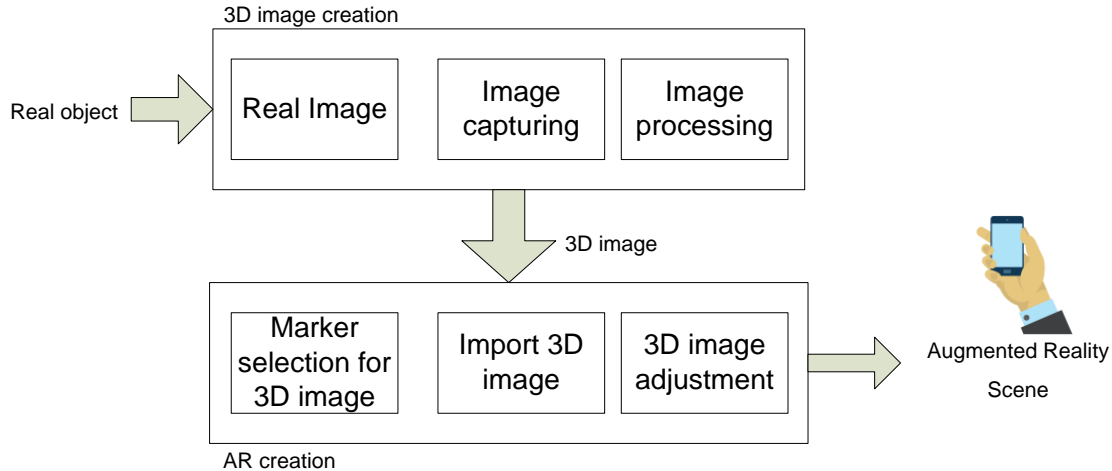 3D image creation
Real object
Real Image
Image
capturing
Image
processing
3D image
Marker
selection for
3D image
Import 3D
image
3D image
adjustment
Augmented Reality
Scene
AR creation